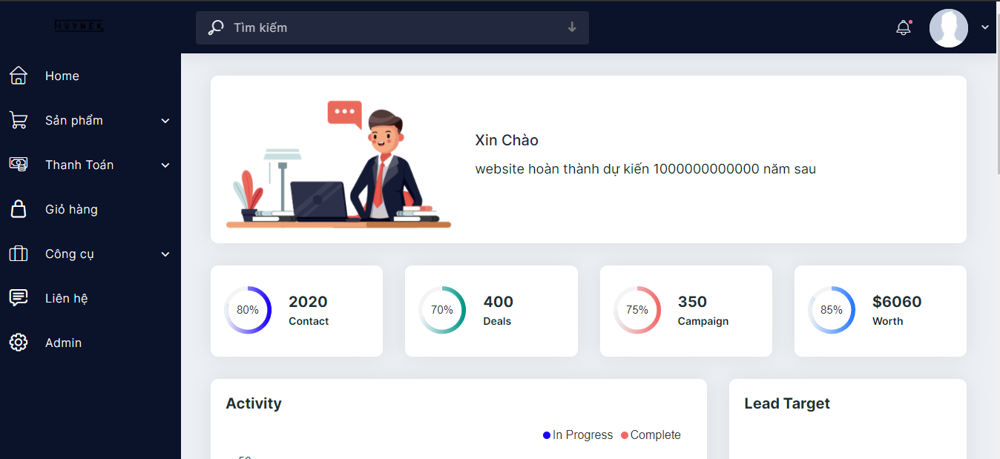 HUYNEK
Tìm kiếm
Home
Sản phẩm
Thanh Toán
Giỏ hàng
Công cụ
Liên hệ
Admin
Xin Chào
website hoàn thành dự kiến 1000000000000 năm sau
80%
2020
Contact
70%
400
Deals
75%
350
Campaign
85%
$6060
Worth
Activity
In Progress
Complete
50
Lead Target